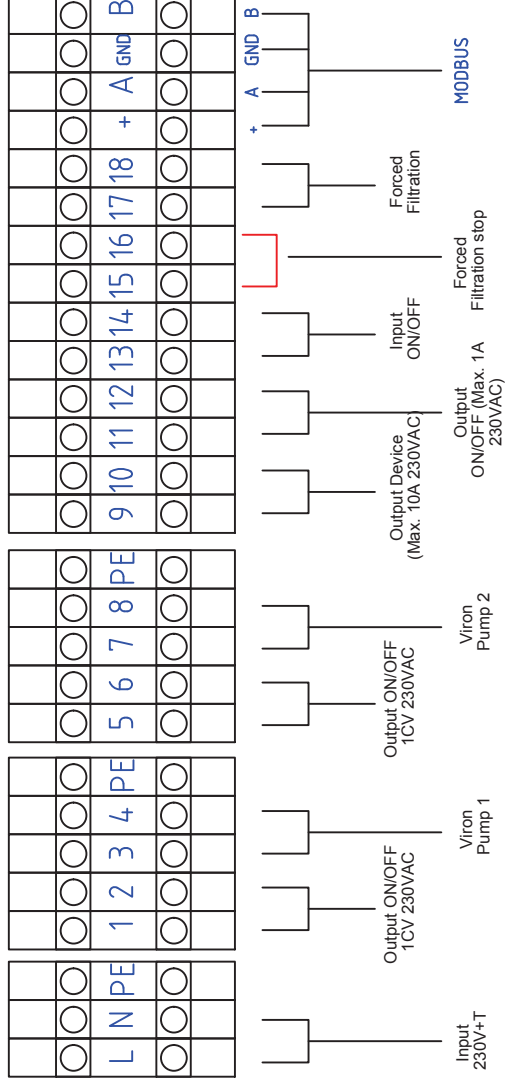 L N PE
1 2 3 4 PE
5 6 7 8 PE
9 10 11 12 13 14 15 16 17 18 + A GND B
+ A GND B
Input
230V+T
Output ON/OFF
1CV 230VAC
Viron
Pump 1
Output ON/OFF
1CV 230VAC
Viron
Pump 2
Output Device
(Max. 10A 230VAC)
Output
ON/OFF (Max. 1A
230VAC)
Input
ON/OFF
Forced
Filtration stop
Forced
Filtration
MODBUS